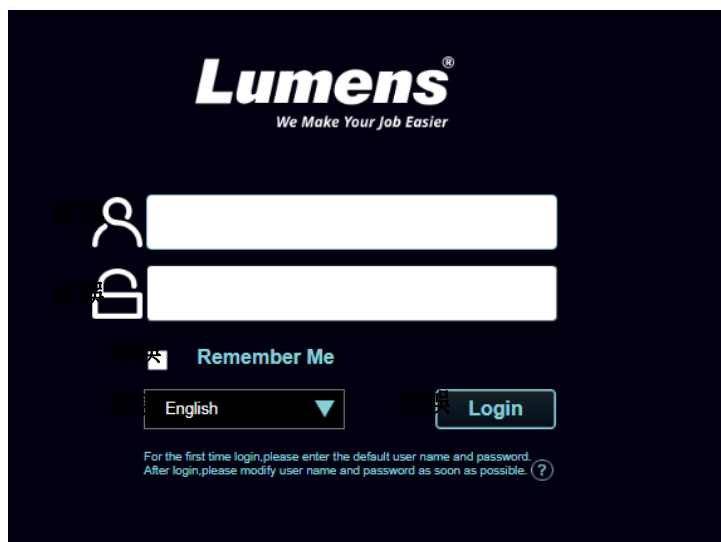 Lumens®
We Make Your Job Easier
Remember Me
English
Login
For the first time login,please enter the default user name and password.
After login,please modify user name and password as soon as possible. ?